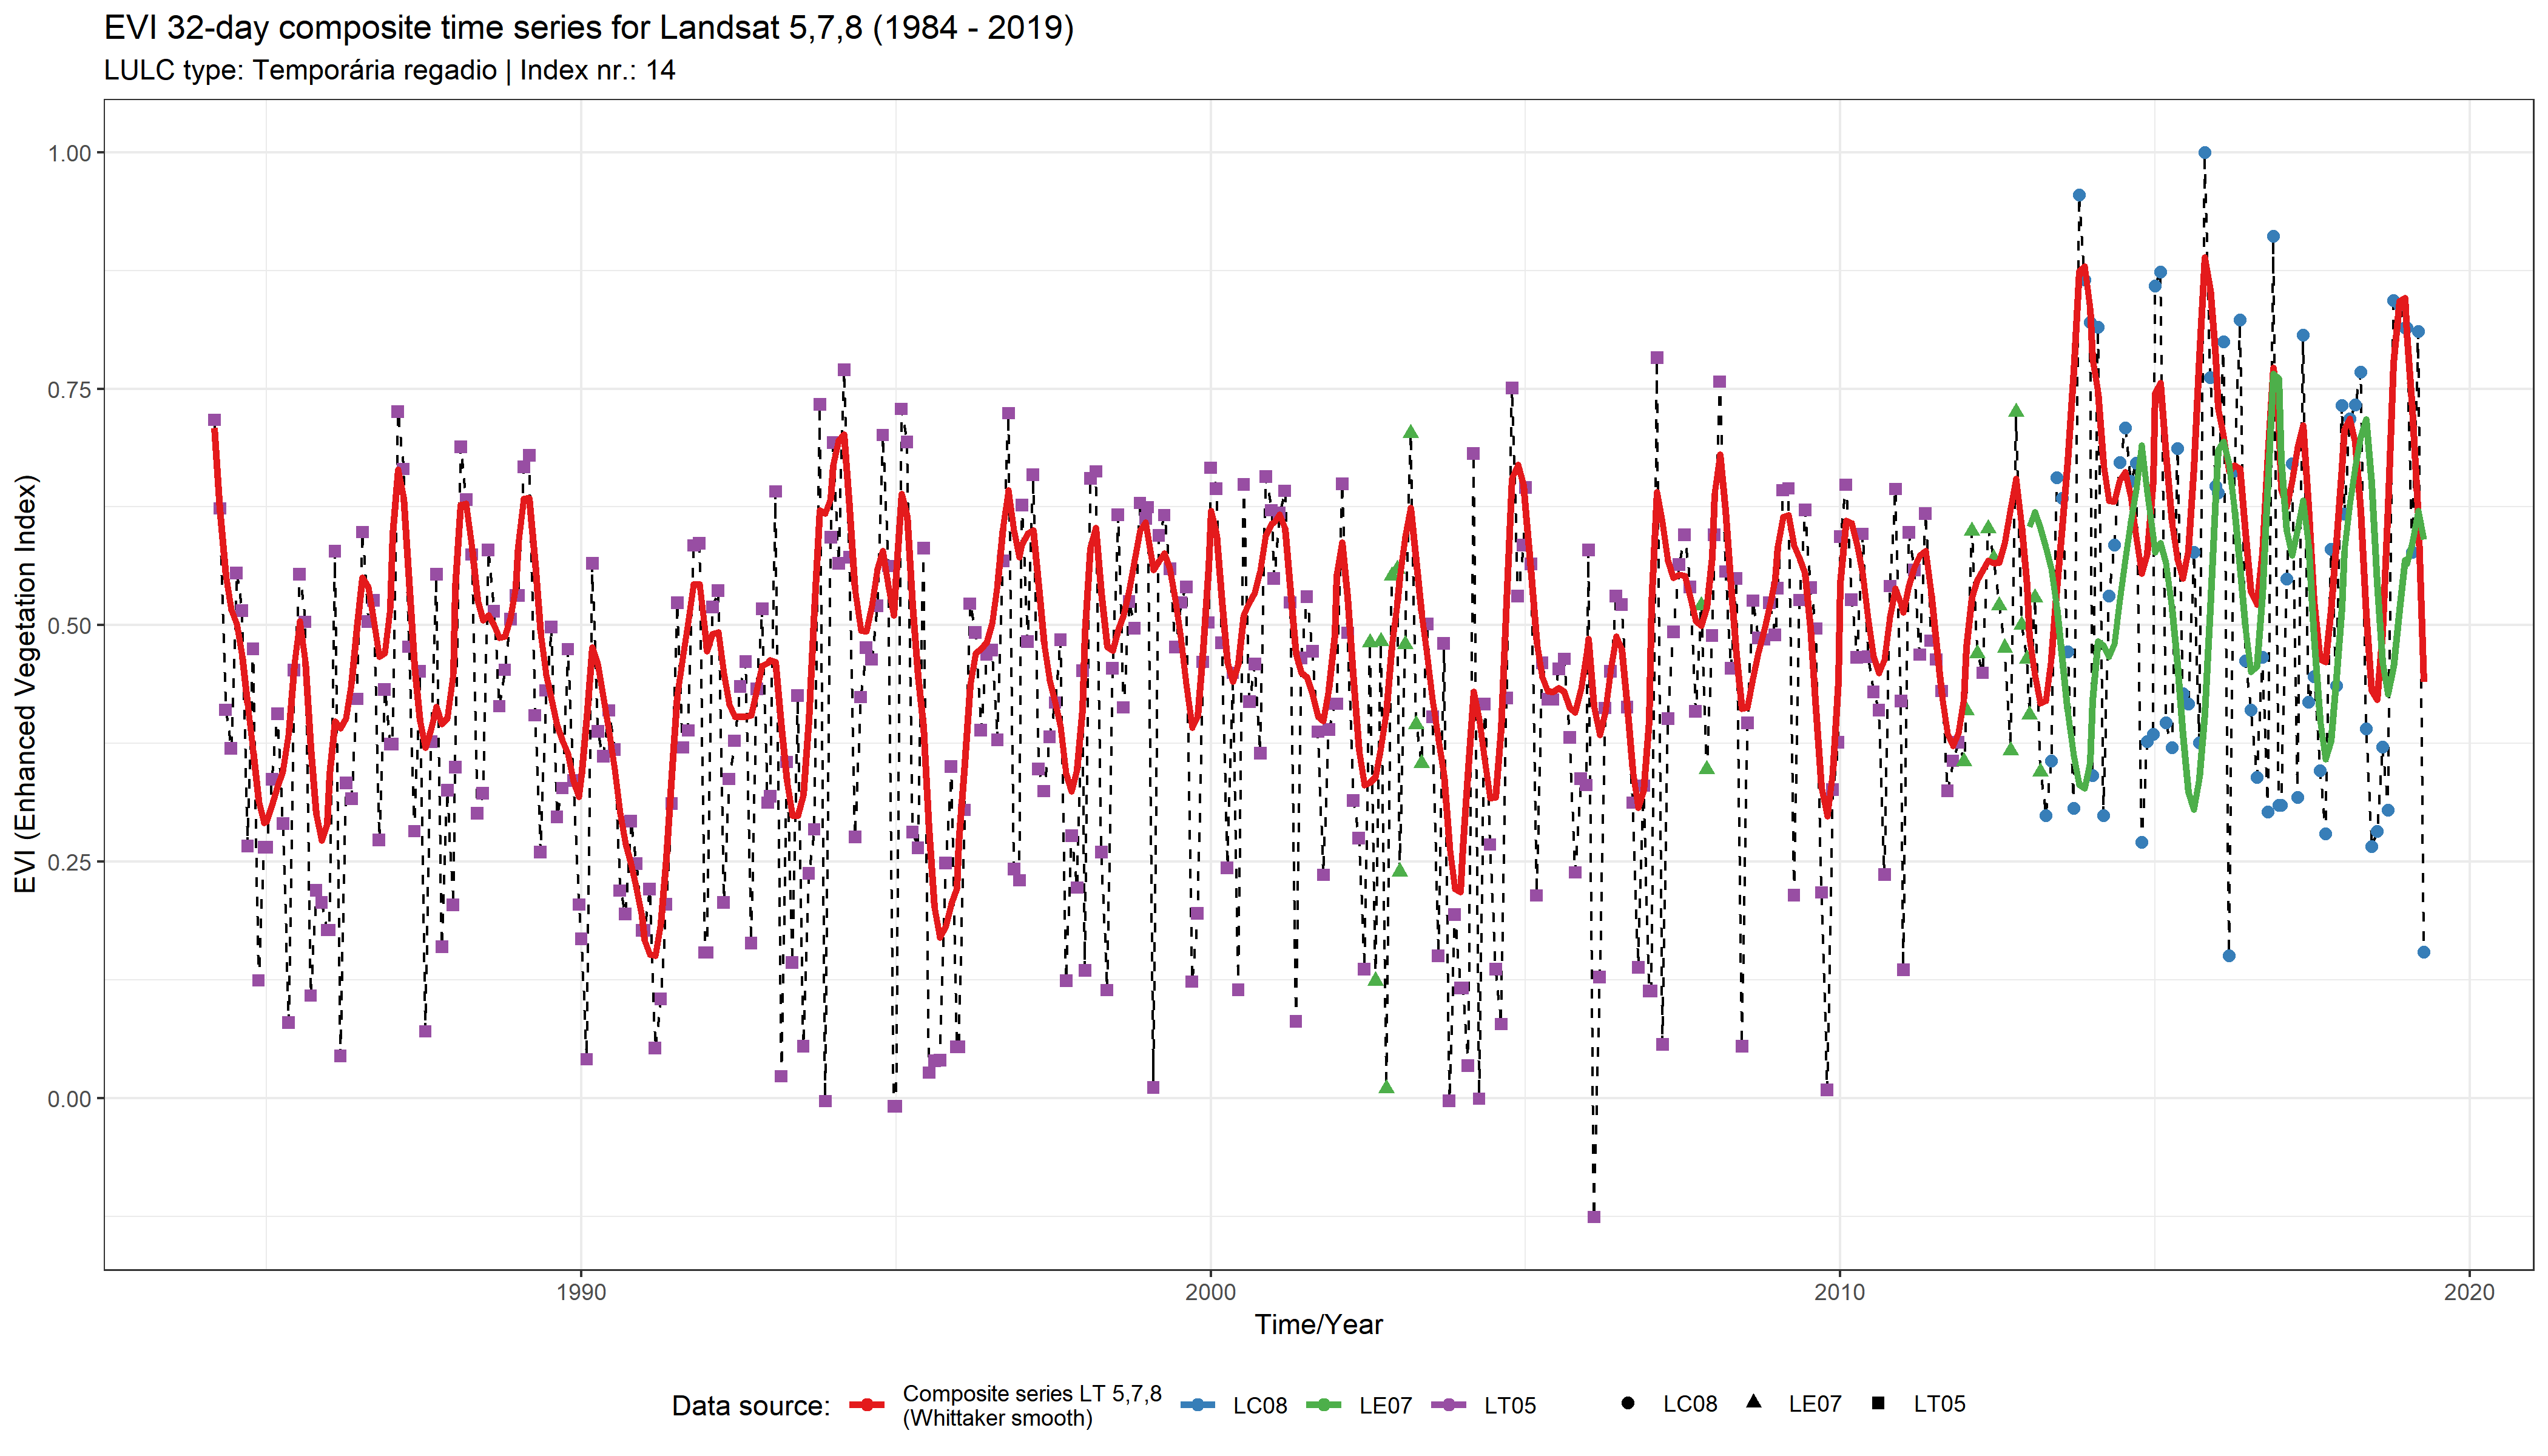 EVI 32-day composite time series for Landsat 5,7,8 (1984 - 2019)
LULC type: Temporária regadio | Index nr.: 14
EVI (Enhanced Vegetation Index)
1.00
0.75
0.50
0.25
0.00
1990
2000
2010
2020
Time/Year
Data source:
Composite series LT 5,7,8
(Whittaker smooth)
LC08
LE07
LT05
LC08
LE07
LT05